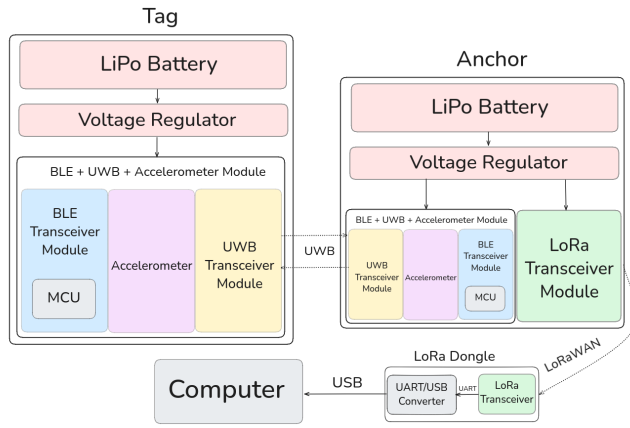 Tag
LiPo Battery
Voltage Regulator
BLE + UWB + Accelerometer Module
BLE
Transceiver
Module
MCU
Accelerometer
UWB
Transceiver
Module
UWB
Anchor
LiPo Battery
Voltage Regulator
BLE + UWB + Accelerometer Module
UWB
Transceiver
Module
Accelerometer
BLE
Transceiver
Module
MCU
LoRa
Transceiver
Module
LoRaWAN
LoRa Dongle
LoRa
Transceiver
UART
UART/USB
Converter
USB
Computer